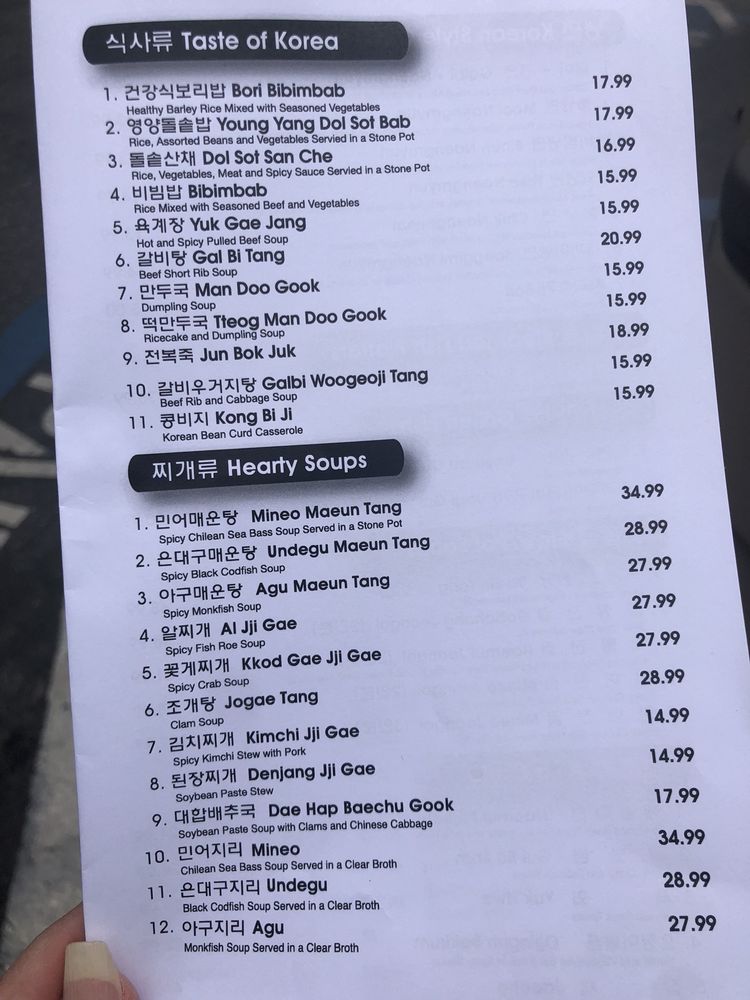 식사류 Taste of Korea
1. 건강식보리밥 Bori Bibimbab 17.99
Healthy Barley Rice Mixed with Seasoned Vegetables
2. 영양돌솥밥 Young Yang Dol Sot Bab 17.99
Rice, Assorted Beans and Vegetables Servied in a Stone Pot
3. 돌솥산채 Dol Sot San Che 16.99
Rice, Vegetables, Meat and Spicy Sauce Servied in a Stone Pot
4. 비빔밥 Bibimbab 15.99
Rice Mixed with Seasoned Beef and Vegetables
5. 육계장 Yuk Gae Jang 15.99
Hot and Spicy Pulled Beef Soup
6. 갈비탕 Gal Bi Tang 20.99
Beef Short Rib Soup
7. 만두국 Man Doo Gook 15.99
Dumpling Soup
8. 떡만두국 Tteog Man Doo Gook 15.99
Ricecake and Dumpling Soup
9. 전복죽 Jun Bok Juk 18.99
10. 갈비우거지탕 Galbi Woogeoji Tang 15.99
Beef Rib and Cabbage Soup
11. 콩비지 Kong Bi Ji 15.99
Korean Bean Curd Casserole
찌개류 Hearty Soups
1. 민어매운탕 Mineo Maeun Tang 34.99
Spicy Chilean Sea Bass Soup Served in a Stone Pot
2. 은대구매운탕 Undegu Maeun Tang 28.99
Spicy Black Codfish Soup
3. 아구매운탕 Agu Maeun Tang 27.99
Spicy Monkfish Soup
4. 알찌개 Al Jji Gae 27.99
Spicy Fish Roe Soup
5. 꽃게찌개 Kkod Gae Jji Gae 27.99
Spicy Crab Soup
6. 조개탕 Jogae Tang 28.99
Clam Soup
7. 김치찌개 Kimchi Jji Gae 14.99
Spicy Kimchi Stew with Pork
8. 된장찌개 Denjang Jji Gae 14.99
Soybean Paste Stew
9. 대합배추국 Dae Hap Baechu Gook 17.99
Soybean Paste Soup with Clams and Chinese Cabbage
10. 민어지리 Mineo 34.99
Chilean Sea Bass Soup Served in a Clear Broth
11. 은대구지리 Undegu 28.99
Black Codfish Soup Served in a Clear Broth
12. 아구지리 Agu 27.99
Monkfish Soup Served in a Clear Broth